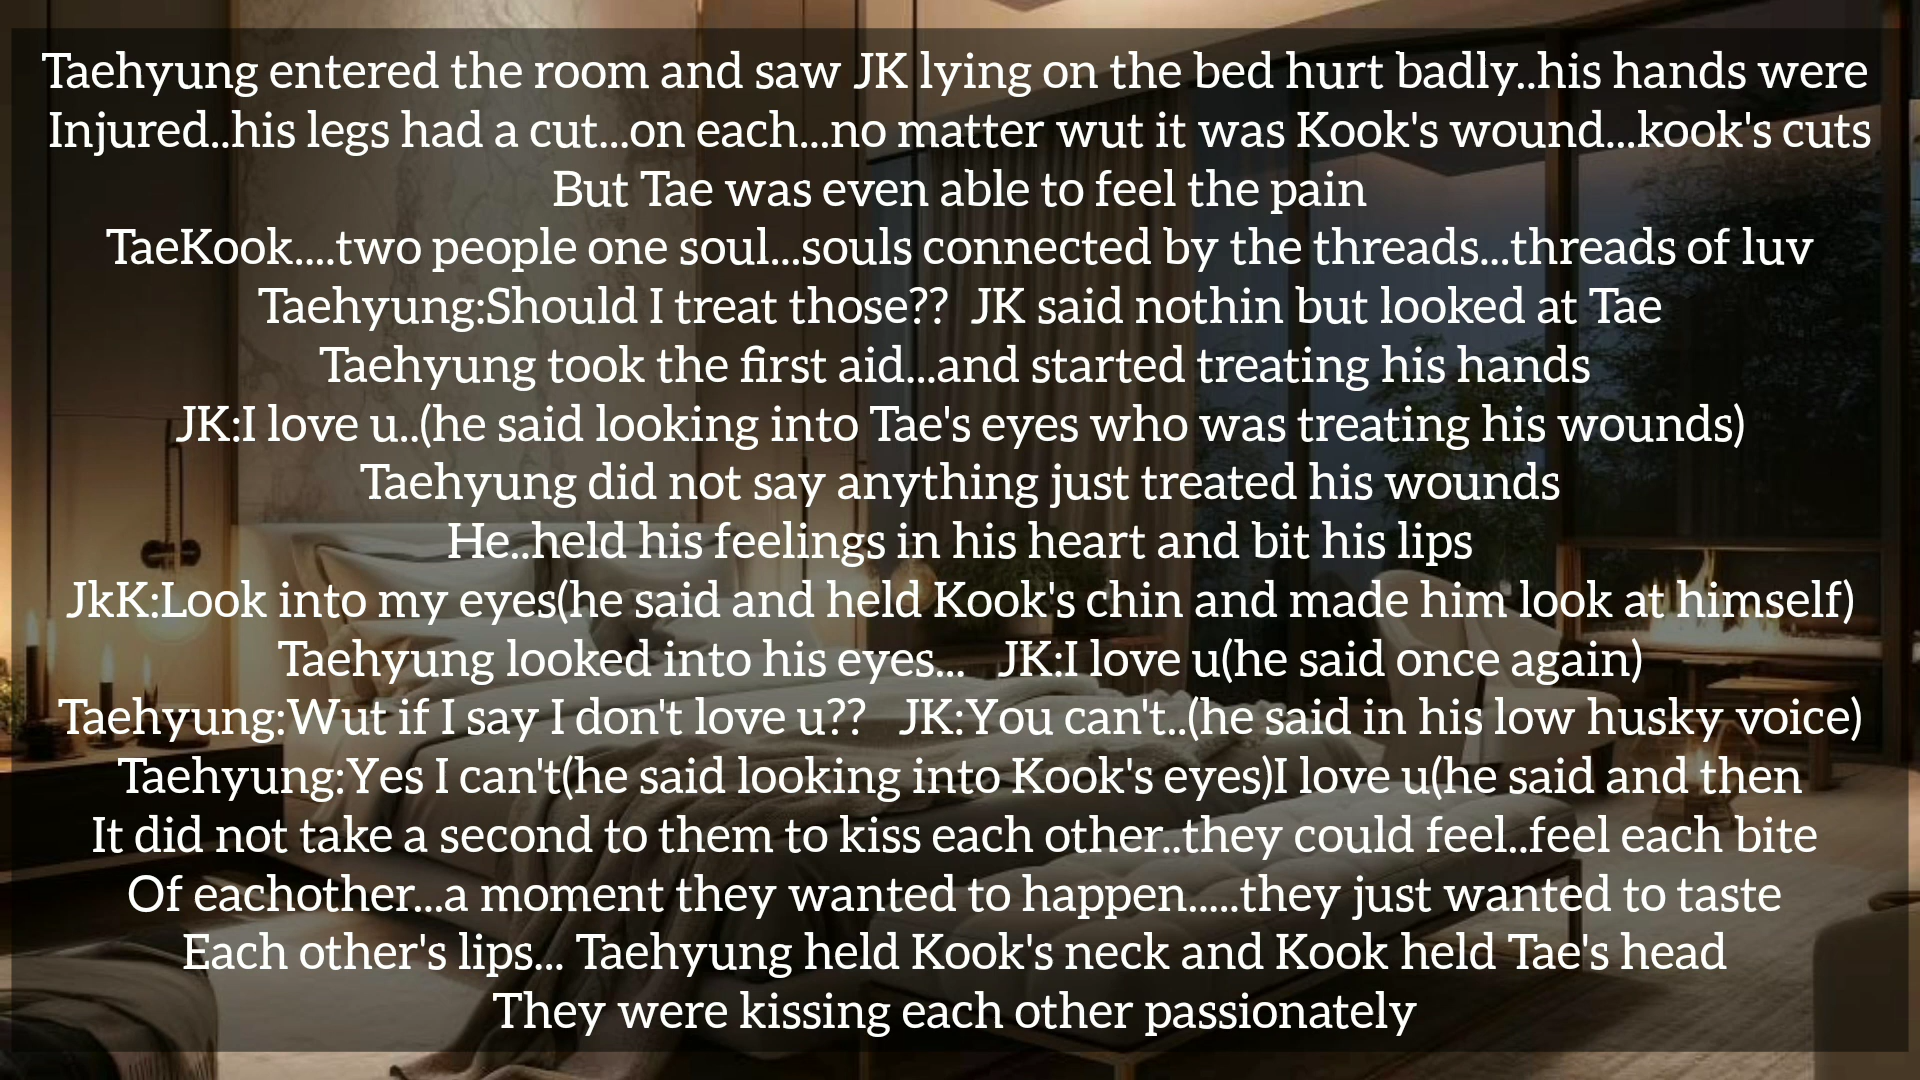 Taehyung entered the room and saw JK lying on the bed hurt badly..his hands were
Injured..his legs had a cut...on each...no matter wut it was Kook's wound...kook's cuts
But Tae was even able to feel the pain
TaeKook....two people one soul...souls connected by the threads...threads of luv
Taehyung:Should I treat those??  JK said nothin but looked at Tae
Taehyung took the first aid...and started treating his hands
JK:I love u..(he said looking into Tae's eyes who was treating his wounds)
Taehyung did not say anything just treated his wounds
He..held his feelings in his heart and bit his lips
JkK:Look into my eyes(he said and held Kook's chin and made him look at himself)
Taehyung looked into his eyes...   JK:I love u(he said once again)
Taehyung:Wut if I say I don't love u??   JK:You can't..(he said in his low husky voice)
Taehyung:Yes I can't(he said looking into Kook's eyes)I love u(he said and then
It did not take a second to them to kiss each other..they could feel..feel each bite
Of eachother...a moment they wanted to happen.....they just wanted to taste
Each other's lips... Taehyung held Kook's neck and Kook held Tae's head
They were kissing each other passionately